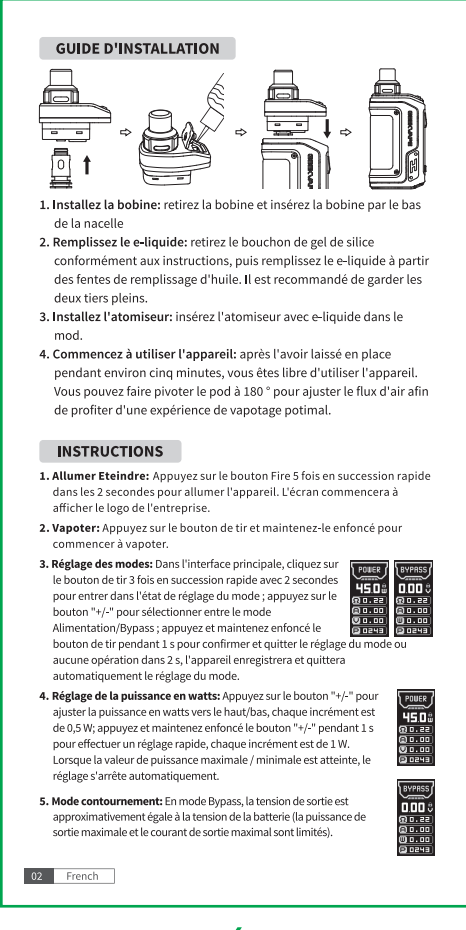 GUIDE D'INSTALLATION
1. Installez la bobine: retirez la bobine et insérez la bobine par le bas
de la nacelle
2. Remplissez le e-liquide: retirez le bouchon de gel de silice
conformément aux instructions, puis remplissez le e-liquide à partir
des fentes de remplissage d'huile. Il est recommandé de garder les
deux tiers pleins.
3. Installez l'atomiseur: insérez l'atomiseur avec e-liquide dans le
mod.
4. Commencez à utiliser l'appareil: après l'avoir laissé en place
pendant environ cinq minutes, vous êtes libre d'utiliser l'appareil.
Vous pouvez faire pivoter le pod à 180 ° pour ajuster le flux d'air afin
de profiter d'une expérience de vapotage potimal.
INSTRUCTIONS
1. Allumer Eteindre: Appuyez sur le bouton Fire 5 fois en succession rapide
dans les 2 secondes pour allumer l'appareil. L'écran commencera à
afficher le logo de l'entreprise.
2. Vapoter: Appuyez sur le bouton de tir et maintenez-le enfoncé pour
commencer à vapoter.
3. Réglage des modes: Dans l'interface principale, cliquez sur
le bouton de tir 3 fois en succession rapide avec 2 secondes
pour entrer dans l'état de réglage du mode ; appuyez sur le
bouton "+/-" pour sélectionner entre le mode
Alimentation/Bypass ; appuyez et maintenez enfoncé le
bouton de tir pendant 1 s pour confirmer et quitter le réglage du mode ou
aucune opération dans 2 s, l'appareil enregistrera et quittera
automatiquement le réglage du mode.
POWER
45.0
0.22
0.00
0.00
0243
BYPASS
0.00
0.22
0.00
0.00
0243
4. Réglage de la puissance en watts: Appuyez sur le bouton "+/-" pour
ajuster la puissance en watts vers le haut/bas, chaque incrément est
de 0,5 W; appuyez et maintenez enfoncé le bouton "+/-" pendant 1 s
pour effectuer un réglage rapide, chaque incrément est de 1 W.
Lorsque la valeur de puissance maximale / minimale est atteinte, le
réglage s'arrête automatiquement.
POWER
45.0
0.22
0.00
0.00
0243
5. Mode contournement: En mode Bypass, la tension de sortie est
approximativement égale à la tension de la batterie (la puissance de
sortie maximale et le courant de sortie maximal sont limités).
BYPASS
0.00
0.22
0.00
0.00
0243
02 French